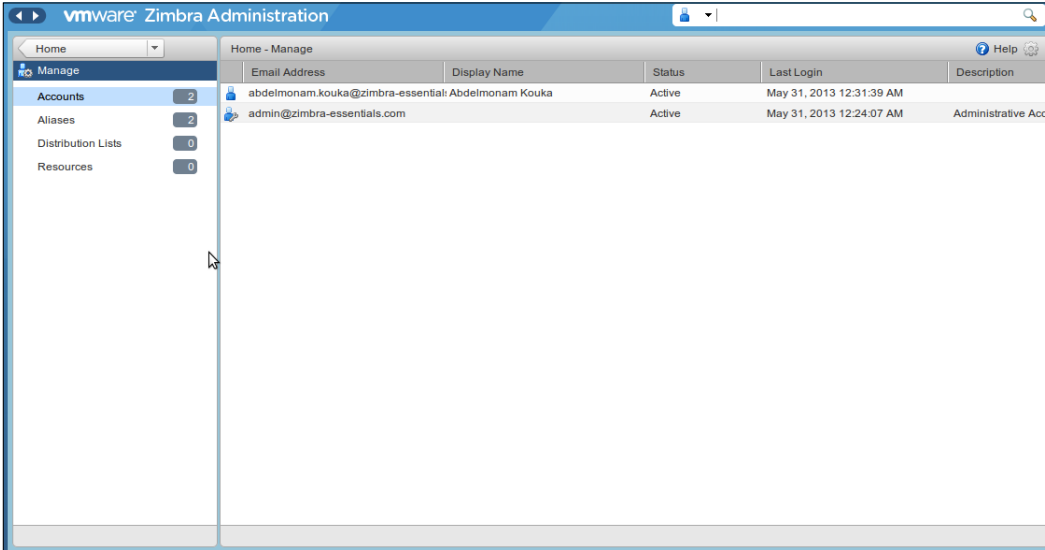 vmware Zimbra Administration
Home
Home - Manage
Help
Manage
Email Address Display Name Status Last Login Description
Accounts 2
abdelmonam.kouka@zimbra-essential Abdelmonam Kouka Active May 31, 2013 12:31:39 AM
Aliases 2
admin@zimbra-essentials.com Active May 31, 2013 12:24:07 AM Administrative Acc
Distribution Lists 0
Resources 0